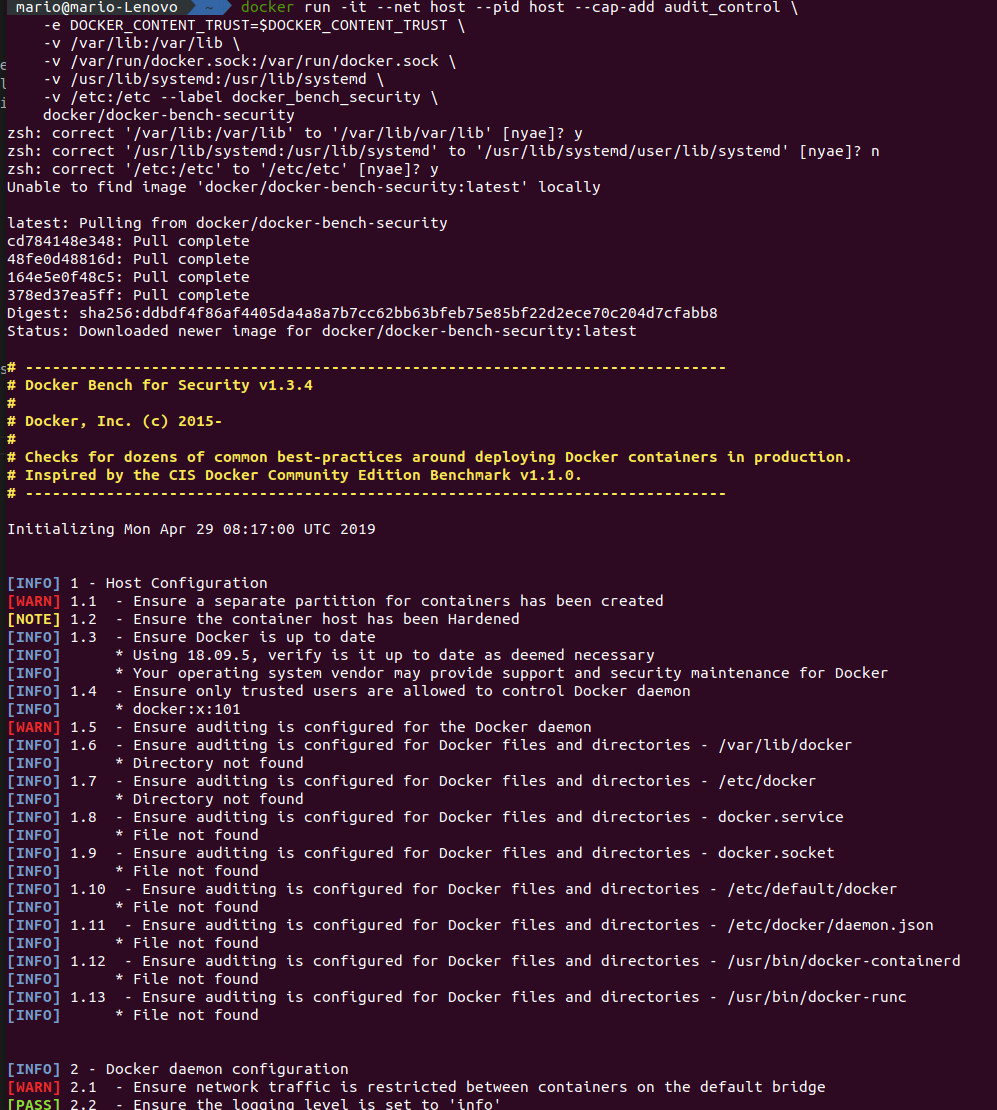 mario@mario-Lenovo ~ docker run -it --net host --pid host --cap-add audit_control \
-e DOCKER_CONTENT_TRUST=$DOCKER_CONTENT_TRUST \
-v /var/lib:/var/lib \
-v /var/run/docker.sock:/var/run/docker.sock \
-v /usr/lib/systemd:/usr/lib/systemd \
-v /etc:/etc --label docker_bench_security \
docker/docker-bench-security
zsh: correct '/var/lib:/var/lib' to '/var/lib/var/lib' [nyae]? y
zsh: correct '/usr/lib/systemd:/usr/lib/systemd' to '/usr/lib/systemd/user/lib/systemd' [nyae]? n
zsh: correct '/etc:/etc' to '/etc/etc' [nyae]? y
Unable to find image 'docker/docker-bench-security:latest' locally
latest: Pulling from docker/docker-bench-security
cd784148e348: Pull complete
48fe0d48816d: Pull complete
164e5e0f48c5: Pull complete
378ed37ea5ff: Pull complete
Digest: sha256:ddbdf4f86af4405da4a8a7b7cc62bb63bfeb75e85bf22d2ece70c204d7cfabb8
Status: Downloaded newer image for docker/docker-bench-security:latest
# ------------------------------------------------------------------------------
# Docker Bench for Security v1.3.4
#
# Docker, Inc. (c) 2015-
#
# Checks for dozens of common best-practices around deploying Docker containers in production.
# Inspired by the CIS Docker Community Edition Benchmark v1.1.0.
# ------------------------------------------------------------------------------
Initializing Mon Apr 29 08:17:00 UTC 2019
[INFO] 1 - Host Configuration
[WARN] 1.1 - Ensure a separate partition for containers has been created
[NOTE] 1.2 - Ensure the container host has been Hardened
[INFO] 1.3 - Ensure Docker is up to date
[INFO] * Using 18.09.5, verify is it up to date as deemed necessary
[INFO] * Your operating system vendor may provide support and security maintenance for Docker
[INFO] 1.4 - Ensure only trusted users are allowed to control Docker daemon
[INFO] * docker:x:101
[WARN] 1.5 - Ensure auditing is configured for the Docker daemon
[INFO] 1.6 - Ensure auditing is configured for Docker files and directories - /var/lib/docker
[INFO] * Directory not found
[INFO] 1.7 - Ensure auditing is configured for Docker files and directories - /etc/docker
[INFO] * Directory not found
[INFO] 1.8 - Ensure auditing is configured for Docker files and directories - docker.service
[INFO] * File not found
[INFO] 1.9 - Ensure auditing is configured for Docker files and directories - docker.socket
[INFO] * File not found
[INFO] 1.10 - Ensure auditing is configured for Docker files and directories - /etc/default/docker
[INFO] * File not found
[INFO] 1.11 - Ensure auditing is configured for Docker files and directories - /etc/docker/daemon.json
[INFO] * File not found
[INFO] 1.12 - Ensure auditing is configured for Docker files and directories - /usr/bin/docker-containerd
[INFO] * File not found
[INFO] 1.13 - Ensure auditing is configured for Docker files and directories - /usr/bin/docker-runc
[INFO] * File not found
[INFO] 2 - Docker daemon configuration
[WARN] 2.1 - Ensure network traffic is restricted between containers on the default bridge
[PASS] 2.2 - Ensure the logging level is set to 'info'